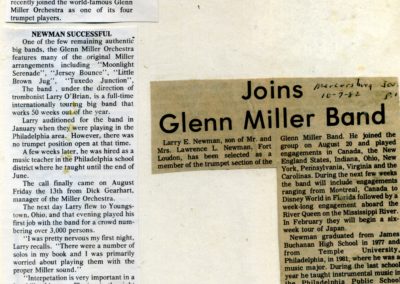 recently joined the world-famous Glenn
Miller Orchestra as one of its four
trumpet players.
NEWMAN SUCCESSFUL
One of the few remaining authentic
big bands, the Glenn Miller Orchestra
features many of the original Miller
arrangements including "Moonlight
Serenade", "Jersey Bounce", "Little
Brown Jug", "Tuxedo Junction".
The band , under the direction of
trombonist Larry O'Brian, is a full-time
internationally touring big band that
works 50 weeks out of the year.
Larry auditioned for the band in
January when they were playing in the
Philadelphia area. However, there was
no trumpet position open at that time.
A few weeks later, he was hired as a
music teacher in the Philadelphia school
district where he taught until the end of
June.
The call finally came on August
Friday the 13th from Dick Gearhart,
manager of the Miller Orchestra.
The next day Larry flew to Youngs-
town, Ohio, and that evening played his
first job with the band for a crowd num-
bering over 3,000 persons.
"I was pretty nervous my first night,
Larry recalls. "There were a number of
solos in my book and I was primarily
worried about playing them with the
proper Miller sound."
"Interpetation is very important in a
Mercersburg Jour.
10-7-82 p.1
Joins
Glenn Miller Band
Larry E. Newman, son of Mr. and
Mrs. Lawrence L. Newman, Fort
Loudon, has been selected as a
member of the trumpet section of the
Glenn Miller Band. He joined the
group on August 20 and played
engagements in Canada, the New
England States, Indiana, Ohio, New
York, Pennsylvania, Virginia and the
Carolinas. During the next few weeks
the band will include engagements
ranging from Montreal, Canada to
Disney World in Florida followed by a
week-long engagement aboard the
River Queen on the Mississippi River.
In February they will begin a six-
week tour of Japan.
Newman graduated from James
Buchanan High School in 1977 and
from Temple University,
Philadelphia, in 1981, where he was a
music major. During the last school
year he taught instrumental music in
the Philadelphia Public School